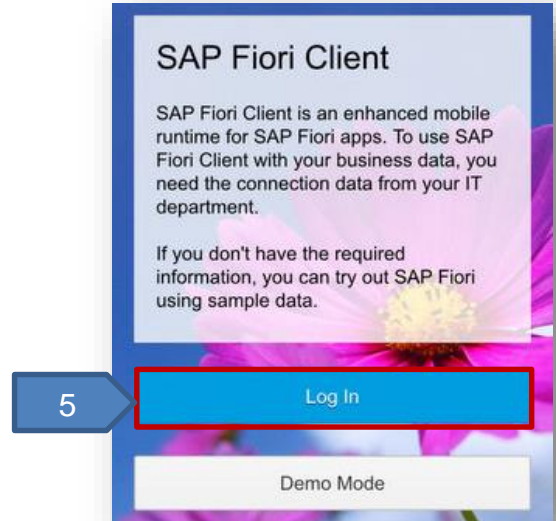 SAP Fiori Client
SAP Fiori Client is an enhanced mobile
runtime for SAP Fiori apps. To use SAP
Fiori Client with your business data, you
need the connection data from your IT
department.
If you don't have the required
information, you can try out SAP Fiori
using sample data.
5
Log In
Demo Mode